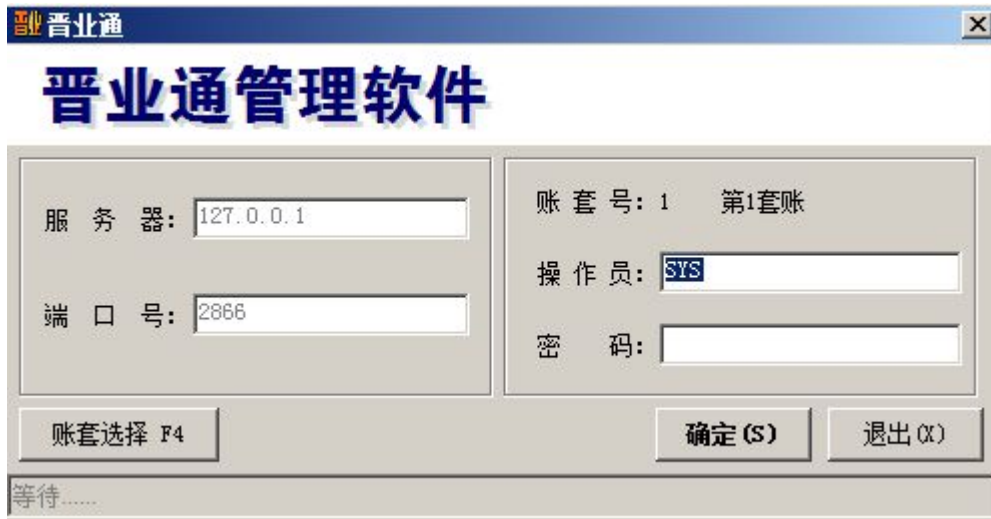 晋业通
晋业通管理软件
服 务 器: 127.0.0.1
端 口 号: 2866
账 套 号: 1 第1套账
操 作 员: SYS
密 码:
账套选择 F4
确定(S)
退出(X)
等待......